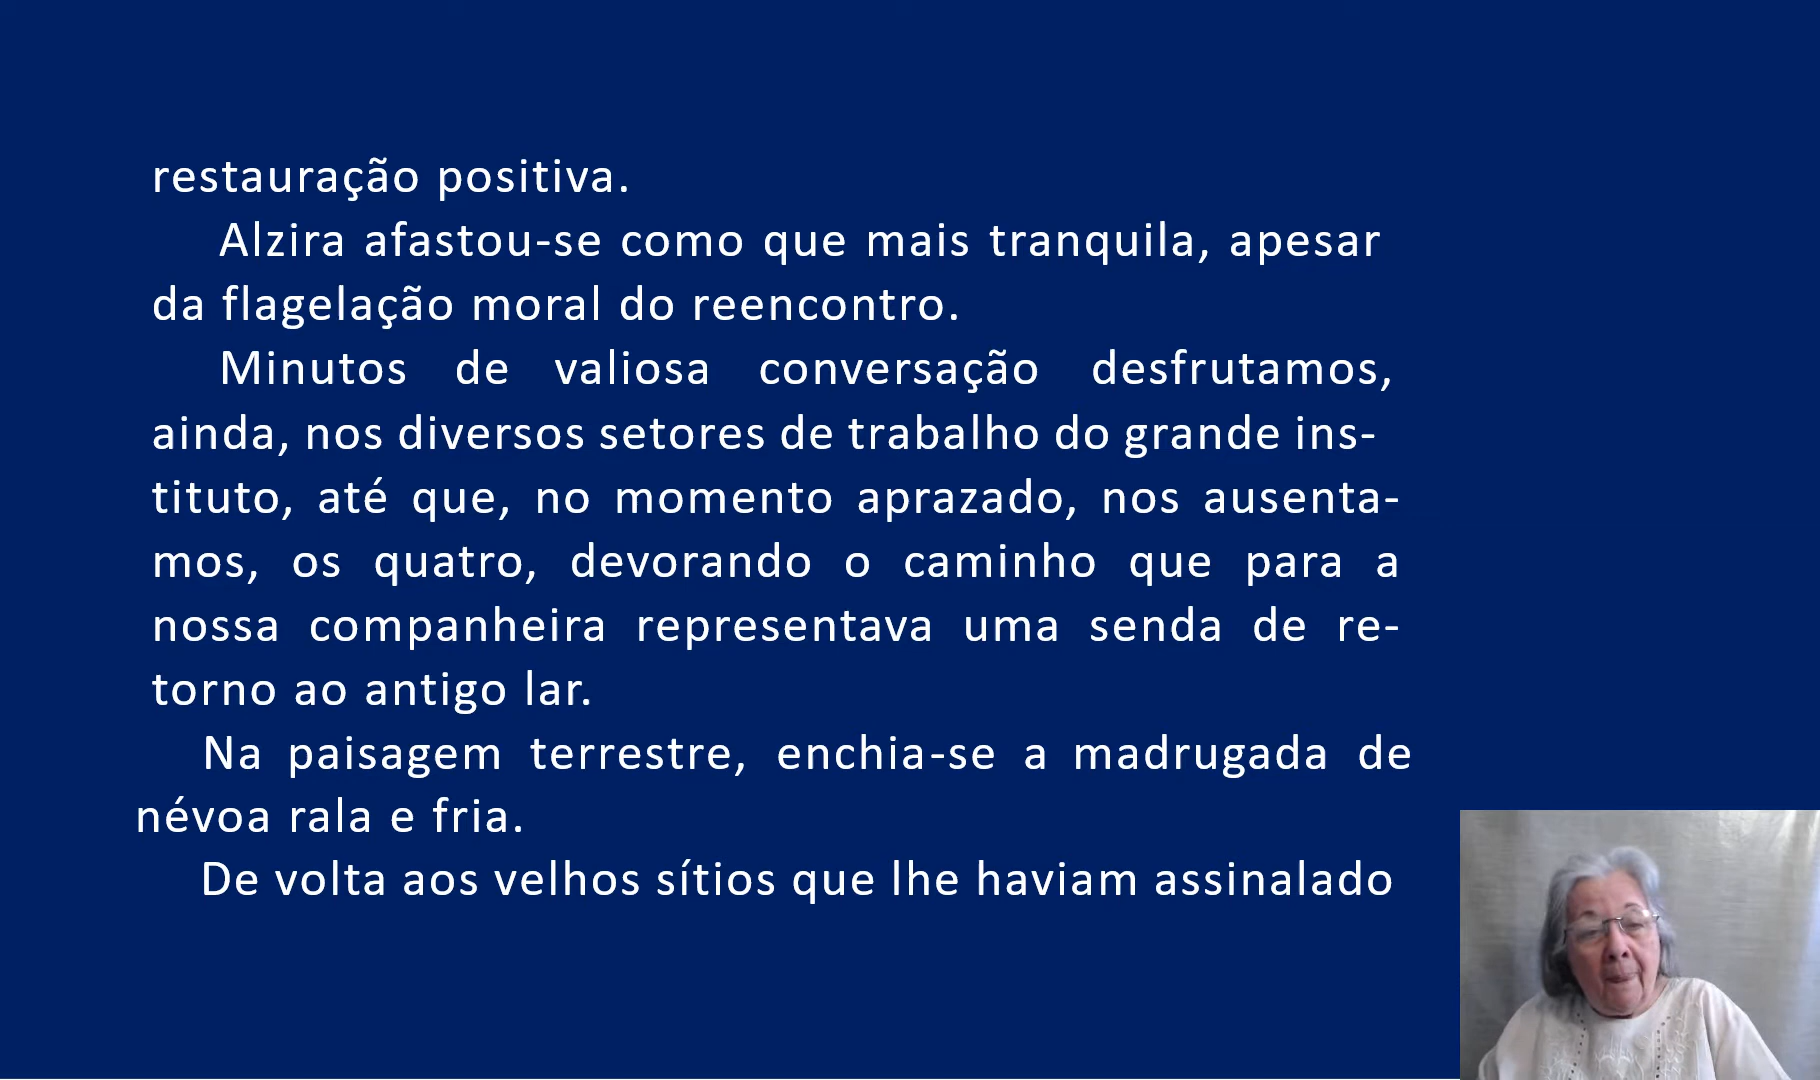 restauração positiva.
Alzira afastou-se como que mais tranquila, apesar
da flagelação moral do reencontro.
Minutos de valiosa conversação desfrutamos,
ainda, nos diversos setores de trabalho do grande ins-
tituto, até que, no momento aprazado, nos ausenta-
mos, os quatro, devorando o caminho que para a
nossa companheira representava uma senda de re-
torno ao antigo lar.
Na paisagem terrestre, enchia-se a madrugada de
névoa rala e fria.
De volta aos velhos sítios que lhe haviam assinalado